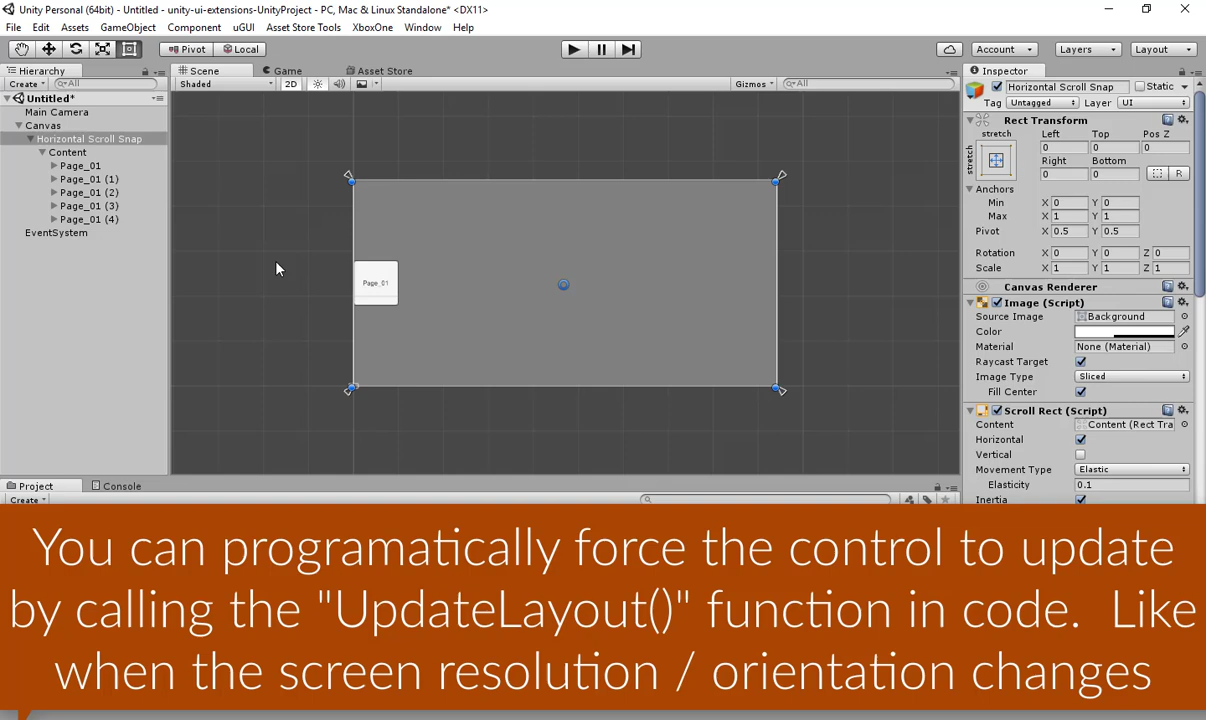 Unity Personal (64bit) - Untitled - unity-ui-extensions-UnityProject - PC, Mac & Linux Standalone* <DX11>
File Edit Assets GameObject Component uGUI Asset Store Tools XboxOne Window Help
Pivot Local Account Layers Layout
Hierarchy Scene Game Asset Store Inspector
Create All Shaded 2D Gizmos All
Horizontal Scroll Snap Static
Untitled*
Tag Untagged Layer UI
Main Camera
Canvas
Horizontal Scroll Snap
Content
Page_01
Page_01 (1)
Page_01 (2)
Page_01 (3)
Page_01 (4)
EventSystem
Page_01
Rect Transform
stretch Left Top Pos Z
stretch 0 0 0
Right Bottom
0 0 R
Anchors
Min X 0 Y 0
Max X 1 Y 1
Pivot X 0.5 Y 0.5
Rotation X 0 Y 0 Z 0
Scale X 1 Y 1 Z 1
Canvas Renderer
Image (Script)
Source Image Background
Color
Material None (Material)
Raycast Target
Image Type Sliced
Fill Center
Scroll Rect (Script)
Content Content (Rect Tra
Horizontal
Vertical
Movement Type Elastic
Elasticity 0.1
Inertia
Project Console
Create
You can programatically force the control to update
by calling the "UpdateLayout()" function in code. Like
when the screen resolution / orientation changes